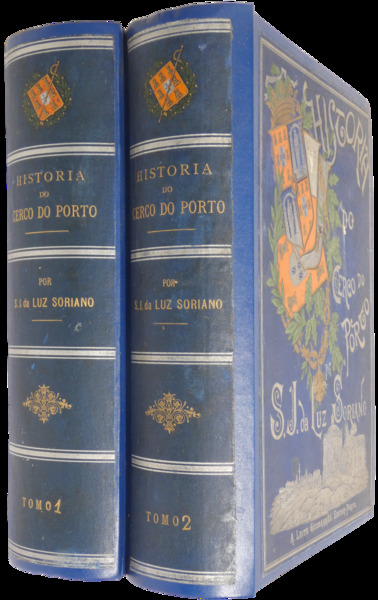 HISTORIA
DO
CERCO DO PORTO
POR
S. J. da LUZ SORIANO
TOMO 1
HISTORIA
DO
CERCO DO PORTO
POR
S. J. da LUZ SORIANO
TOMO 2
HISTORIA
DO
CERCO DO
PORTO
S. J. da LUZ SORIANO